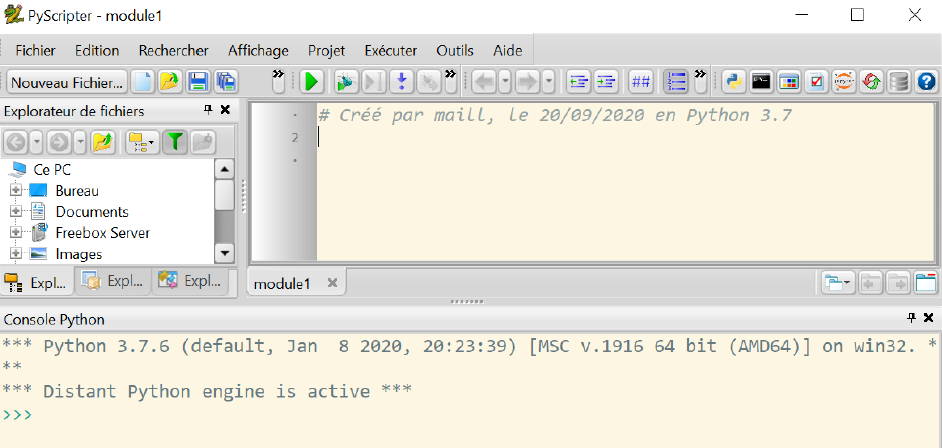 PyScripter - module1
Fichier Edition Rechercher Affichage Projet Exécuter Outils Aide
Nouveau Fichier...
##
Explorateur de fichiers
Ce PC
Bureau
Documents
Freebox Server
Images
Expl... Expl... Expl...
# Créé par maill, le 20/09/2020 en Python 3.7
2
module1
Console Python
*** Python 3.7.6 (default, Jan  8 2020, 20:23:39) [MSC v.1916 64 bit (AMD64)] on win32. *
**
*** Distant Python engine is active ***
>>>